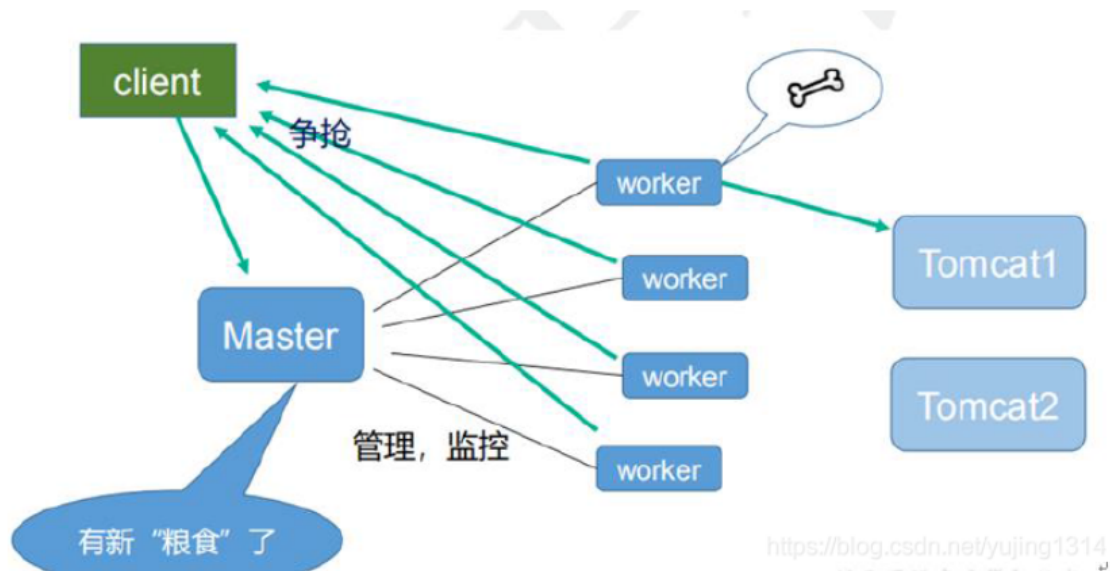 client
争抢
worker
Tomcat1
worker
Master
worker
Tomcat2
管理，监控
worker
有新“粮食”了
https://blog.csdn.net/yujing1314